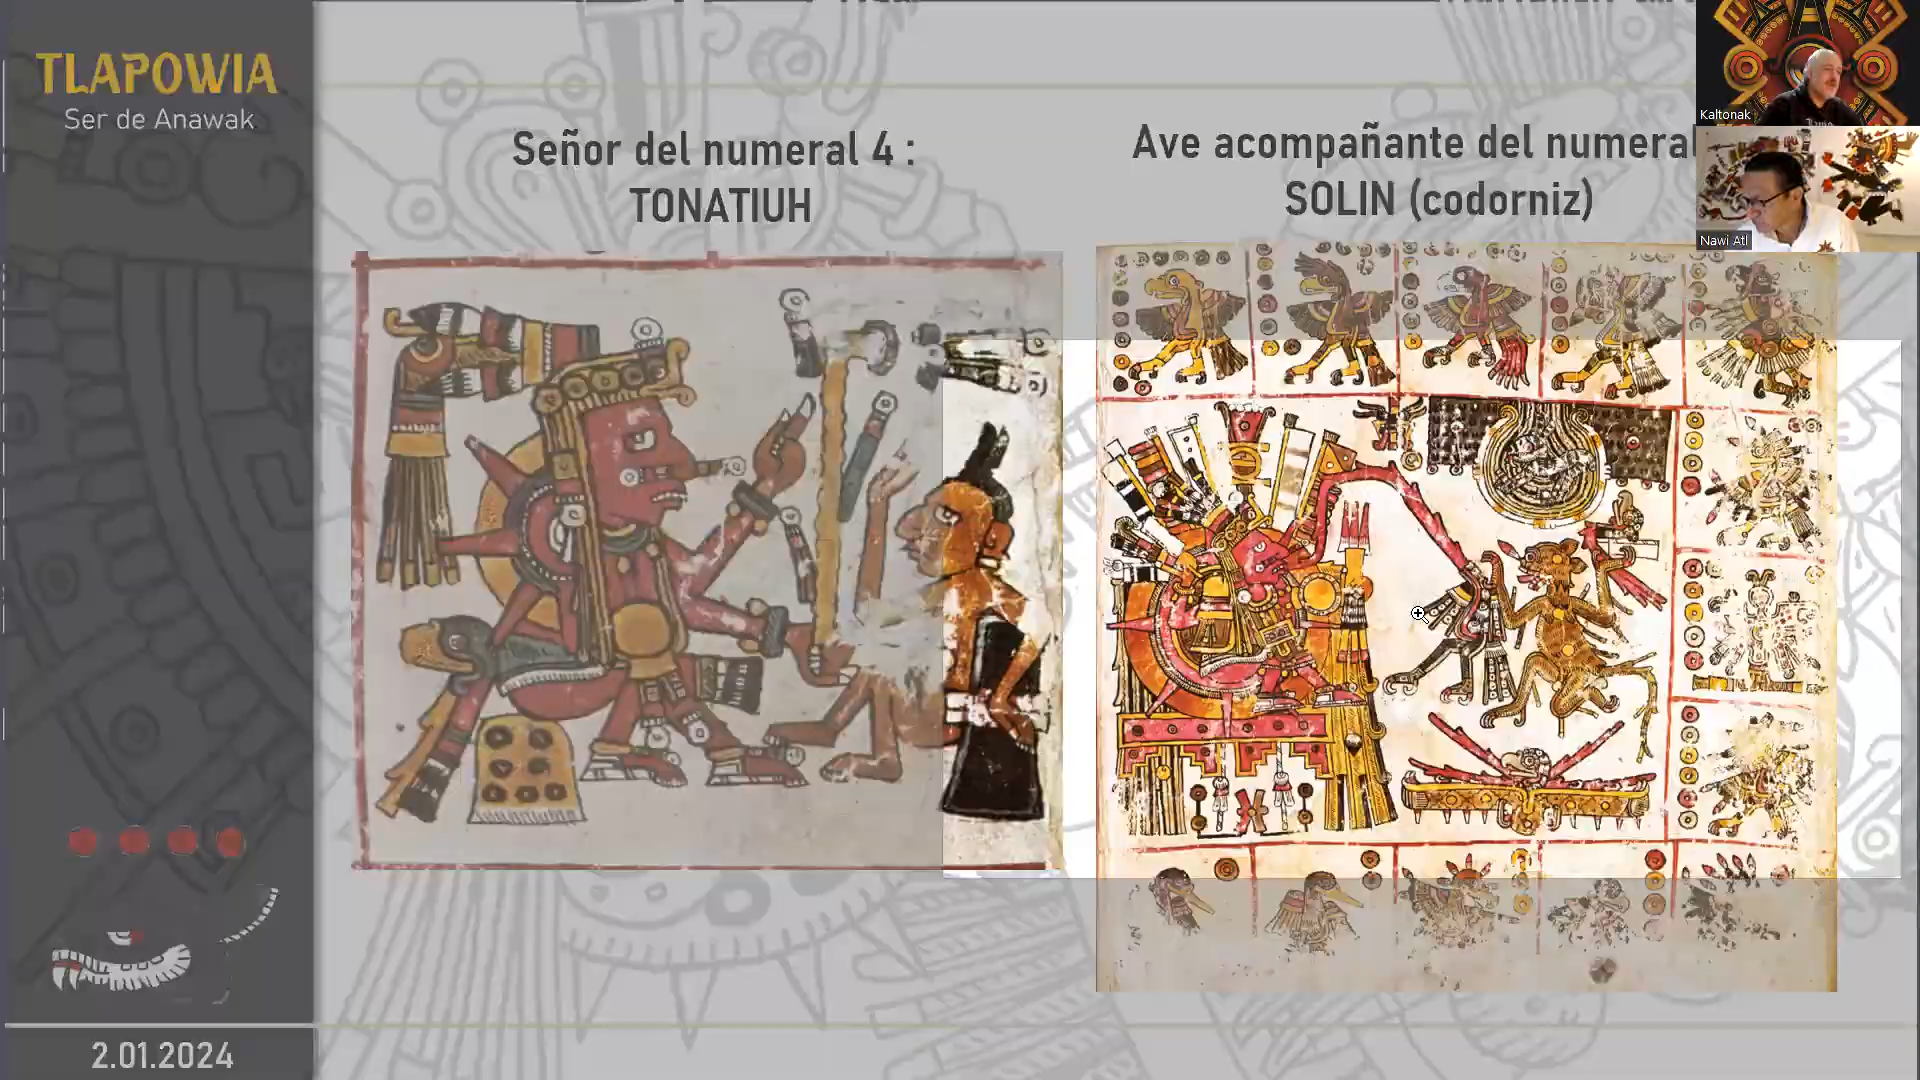 TLAPOWIA
Ser de Anawak
Señor del numeral 4 :
TONATIUH
Ave acompañante del numeral
SOLIN (codorniz)
Kaltonak
Nawi Atl
2.01.2024